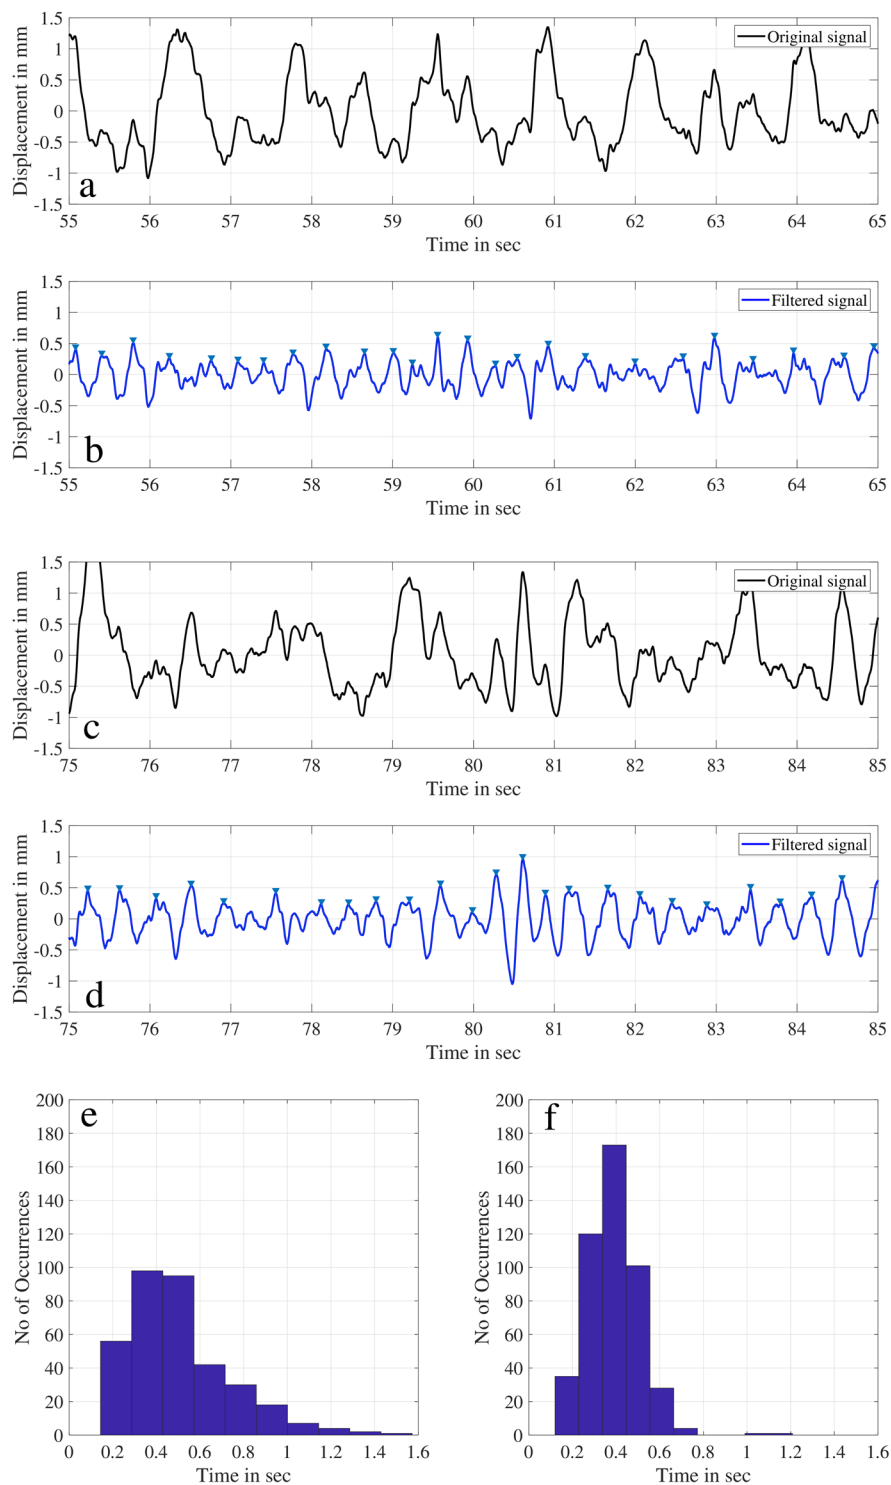 1.5
1
0.5
0
-0.5
-1
-1.5
Displacement in mm
Original signal
a
55 56 57 58 59 60 61 62 63 64 65
Time in sec
1.5
1
0.5
0
-0.5
-1
-1.5
Displacement in mm
Filtered signal
b
55 56 57 58 59 60 61 62 63 64 65
Time in sec
1.5
1
0.5
0
-0.5
-1
-1.5
Displacement in mm
Original signal
c
75 76 77 78 79 80 81 82 83 84 85
Time in sec
1.5
1
0.5
0
-0.5
-1
-1.5
Displacement in mm
Filtered signal
d
75 76 77 78 79 80 81 82 83 84 85
Time in sec
200
180
160
140
120
100
80
60
40
20
0
No of Occurrences
e
0 0.2 0.4 0.6 0.8 1 1.2 1.4 1.6
Time in sec
200
180
160
140
120
100
80
60
40
20
0
No of Occurrences
f
0 0.2 0.4 0.6 0.8 1 1.2 1.4 1.6
Time in sec